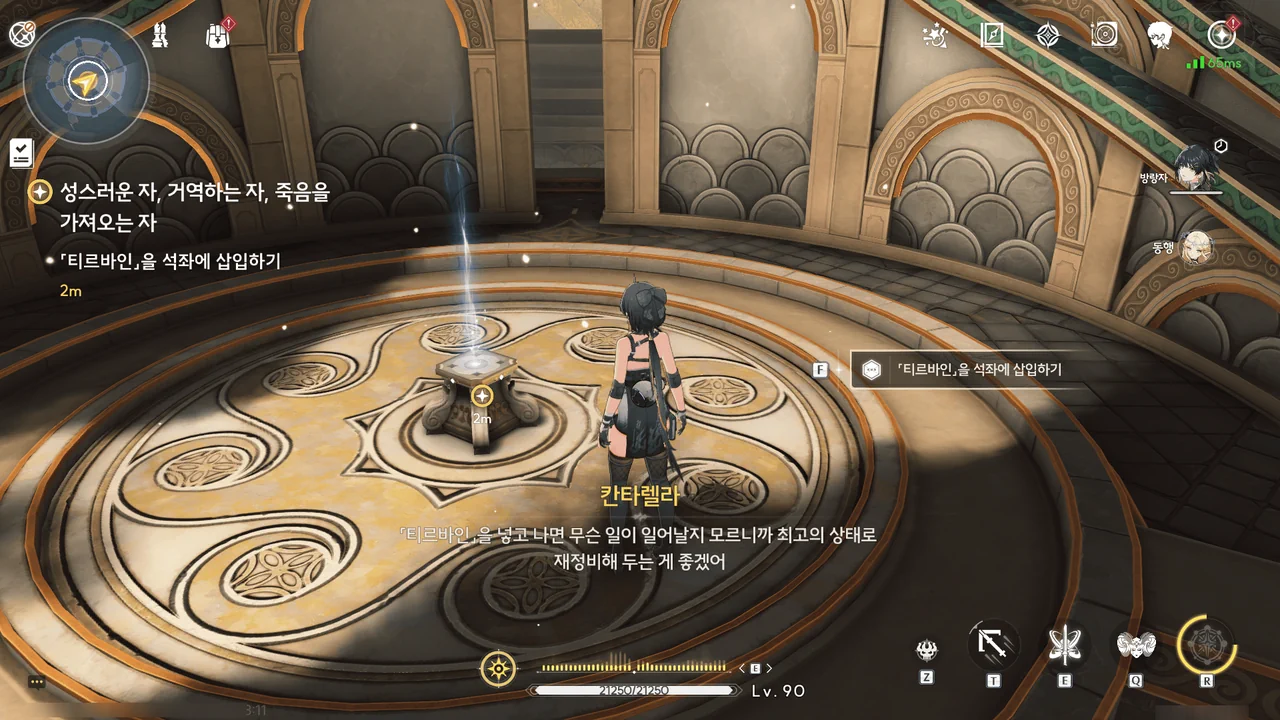 65ms
방랑자
성스러운 자, 거역하는 자, 죽음을
가져오는 자
「티르바인」을 석좌에 삽입하기
2m
동행
F
「티르바인」을 석좌에 삽입하기
2m
칸타렐라
「티르바인」을 넣고 나면 무슨 일이 일어날지 모르니까 최고의 상태로
재정비해 두는 게 좋겠어
E
21250/21250
Lv. 90
Z
T
E
Q
R
3:11